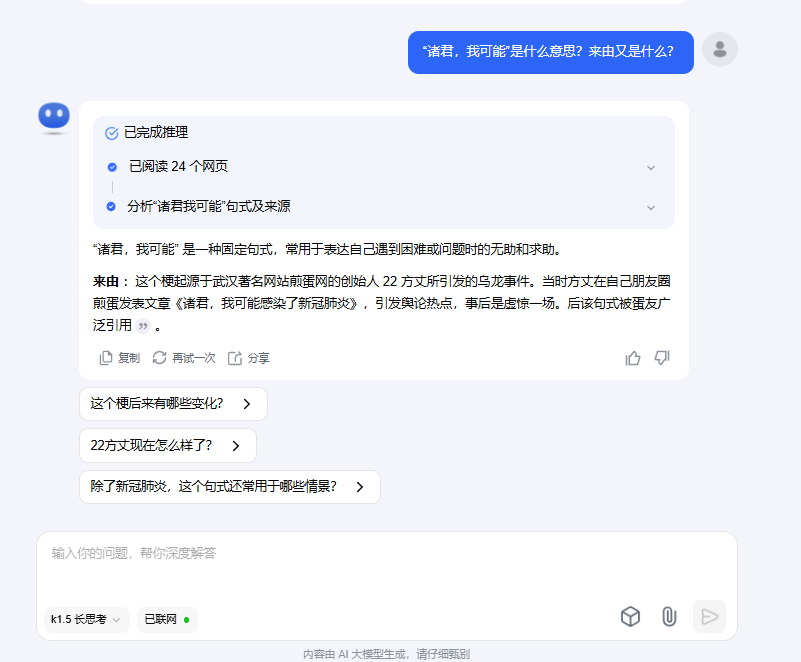 “诸君，我可能”是什么意思？来由又是什么？
已完成推理
已阅读 24 个网页
分析“诸君我可能”句式及来源
“诸君，我可能” 是一种固定句式，常用于表达自己遇到困难或问题时的无助和求助。
来由 ：这个梗起源于武汉著名网站煎蛋网的创始人 22 方丈所引发的乌龙事件。当时方丈在自己朋友圈
煎蛋发表文章《诸君，我可能感染了新冠肺炎》，引发舆论热点，事后是虚惊一场。后该句式被蛋友广
泛引用 ” 。
复制 再试一次 分享
这个梗后来有哪些变化？
22方丈现在怎么样了？
除了新冠肺炎，这个句式还常用于哪些情景？
输入你的问题，帮你深度解答
k1.5 长思考 已联网
内容由 AI 大模型生成，请仔细甄别